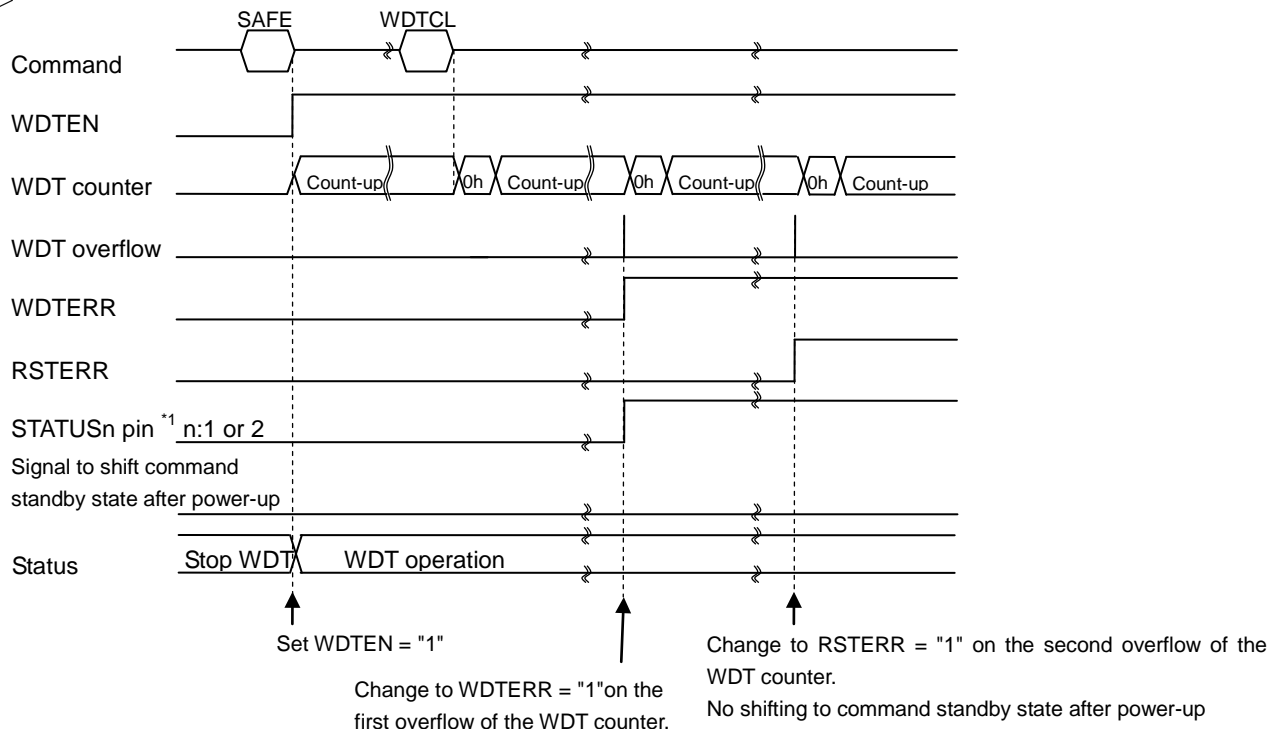 SAFE WDTCL
Command
WDTEN
WDT counter Count-up 0h Count-up 0h Count-up 0h Count-up
WDT overflow
WDTERR
RSTERR
STATUSn pin *1 n:1 or 2
Signal to shift command
standby state after power-up
Status Stop WDT WDT operation
Set WDTEN = "1"
Change to WDTERR = "1"on the
first overflow of the WDT counter.
Change to RSTERR = "1" on the second overflow of the
WDT counter.
No shifting to command standby state after power-up